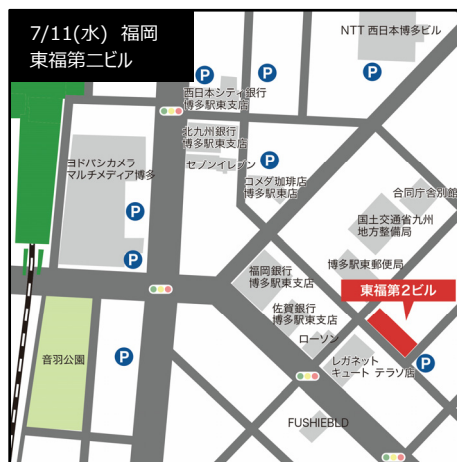 7/11(水) 福岡
東福第二ビル
NTT 西日本博多ビル
P
P
P
西日本シティ銀行
博多駅東支店
北九州銀行
博多駅東支店
セブンイレブン
P
ヨドバシカメラ
マルチメディア博多
コメダ珈琲店
博多駅東店
合同庁舎別館
P
国土交通省九州
地方整備局
P
福岡銀行
博多駅東支店
博多駅東郵便局
東福第2ビル
佐賀銀行
博多駅東支店
ローソン
音羽公園
P
レガネット
キュート テラソ店
P
FUSHIEBLD